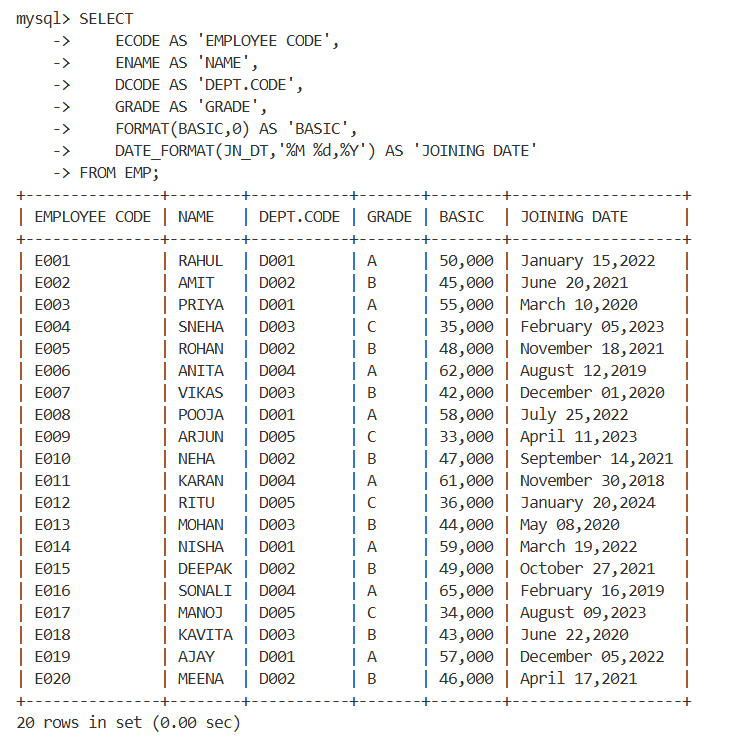 mysql> SELECT
    ->     ECODE AS 'EMPLOYEE CODE',
    ->     ENAME AS 'NAME',
    ->     DCODE AS 'DEPT.CODE',
    ->     GRADE AS 'GRADE',
    ->     FORMAT(BASIC,0) AS 'BASIC',
    ->     DATE_FORMAT(JN_DT,'%M %d,%Y') AS 'JOINING DATE'
    -> FROM EMP;
+---------------+--------+-----------+-------+--------+-------------------+
| EMPLOYEE CODE | NAME   | DEPT.CODE | GRADE | BASIC  | JOINING DATE      |
+---------------+--------+-----------+-------+--------+-------------------+
| E001          | RAHUL  | D001      | A     | 50,000 | January 15,2022   |
| E002          | AMIT   | D002      | B     | 45,000 | June 20,2021      |
| E003          | PRIYA  | D001      | A     | 55,000 | March 10,2020     |
| E004          | SNEHA  | D003      | C     | 35,000 | February 05,2023  |
| E005          | ROHAN  | D002      | B     | 48,000 | November 18,2021  |
| E006          | ANITA  | D004      | A     | 62,000 | August 12,2019    |
| E007          | VIKAS  | D003      | B     | 42,000 | December 01,2020  |
| E008          | POOJA  | D001      | A     | 58,000 | July 25,2022      |
| E009          | ARJUN  | D005      | C     | 33,000 | April 11,2023     |
| E010          | NEHA   | D002      | B     | 47,000 | September 14,2021 |
| E011          | KARAN  | D004      | A     | 61,000 | November 30,2018  |
| E012          | RITU   | D005      | C     | 36,000 | January 20,2024   |
| E013          | MOHAN  | D003      | B     | 44,000 | May 08,2020       |
| E014          | NISHA  | D001      | A     | 59,000 | March 19,2022     |
| E015          | DEEPAK | D002      | B     | 49,000 | October 27,2021   |
| E016          | SONALI | D004      | A     | 65,000 | February 16,2019  |
| E017          | MANOJ  | D005      | C     | 34,000 | August 09,2023    |
| E018          | KAVITA | D003      | B     | 43,000 | June 22,2020      |
| E019          | AJAY   | D001      | A     | 57,000 | December 05,2022  |
| E020          | MEENA  | D002      | B     | 46,000 | April 17,2021     |
+---------------+--------+-----------+-------+--------+-------------------+
20 rows in set (0.00 sec)